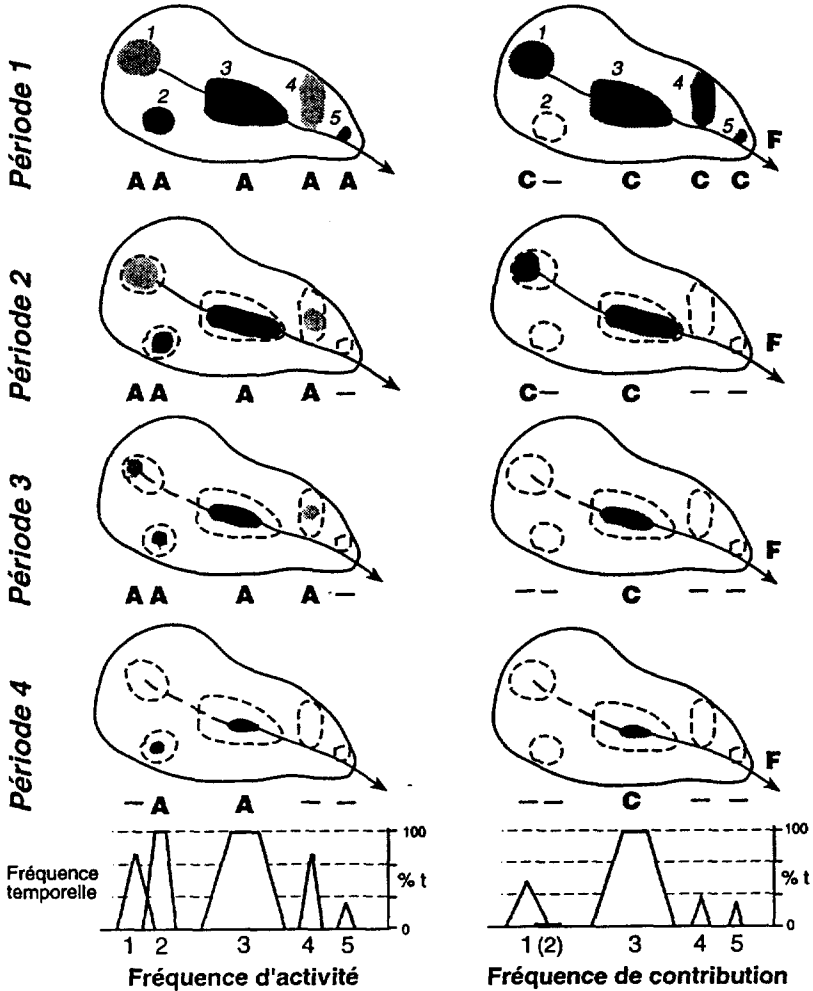 Période 1
1
2
3
4
5
A A A A A
1
2
3
4
5
F
C – C C C
Période 2
A A A A –
F
C – C – –
Période 3
A A A A –
F
– – C – –
Période 4
– A A – –
F
– – C – –
Fréquence
temporelle
100
% t
0
1 2 3 4 5
Fréquence d'activité
100
% t
0
1 (2) 3 4 5
Fréquence de contribution